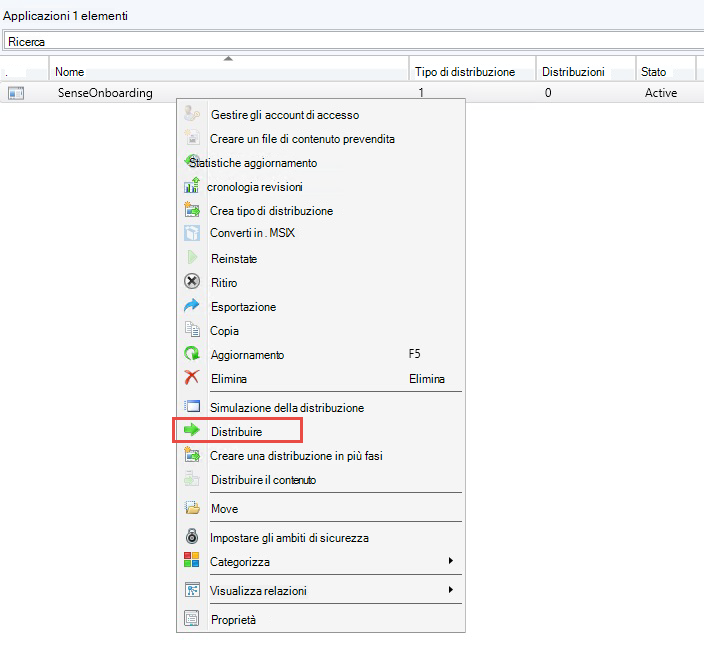 Applicazioni 1 elementi
Ricerca
. Nome Tipo di distribuzione Distribuzioni Stato
SenseOnboarding 1 0 Active
Gestire gli account di accesso
Creare un file di contenuto prevendita
Statistiche aggiornamento
cronologia revisioni
Crea tipo di distribuzione
Converti in . MSIX
Reinstate
Ritiro
Esportazione
Copia
Aggiornamento F5
Elimina Elimina
Simulazione della distribuzione
Distribuire
Creare una distribuzione in più fasi
Distribuire il contenuto
Move
Impostare gli ambiti di sicurezza
Categorizza
Visualizza relazioni
Proprietà